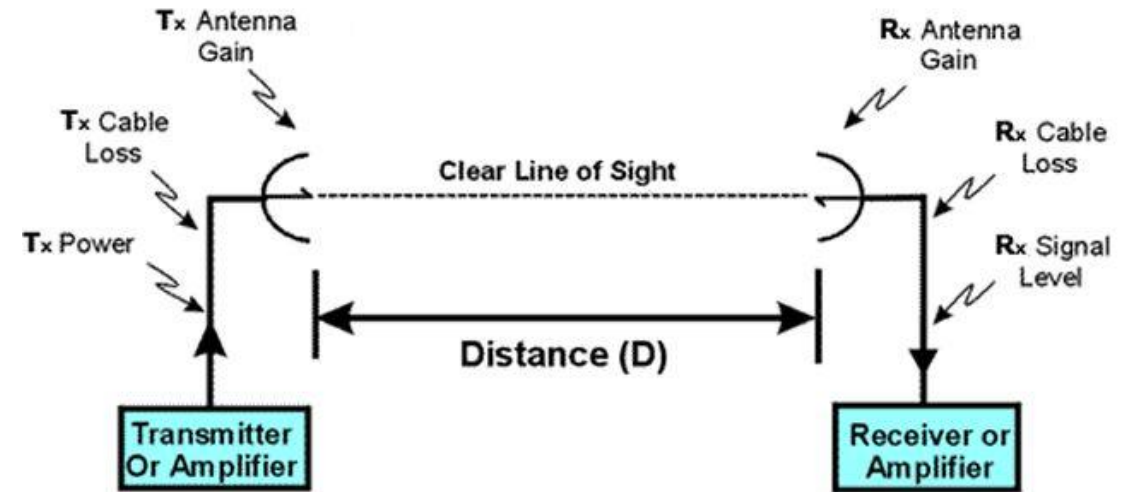 Tx Antenna
Gain
Rx Antenna
Gain
Tx Cable
Loss
Rx Cable
Loss
Clear Line of Sight
Tx Power
Rx Signal
Level
Distance (D)
Transmitter
Or Amplifier
Receiver or
Amplifier